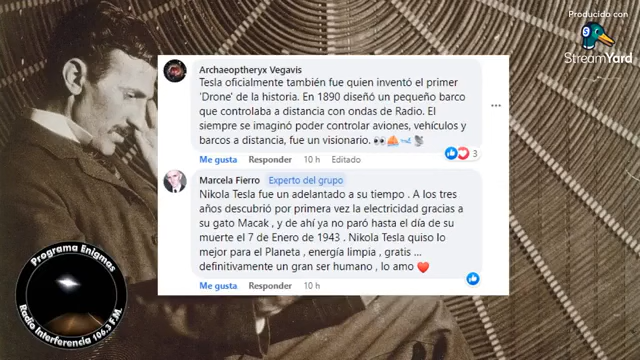 Producido con
StreamYard
Archaeoptheryx Vegavis
Tesla oficialmente también fue quien inventó el primer
'Drone' de la historia. En 1890 diseñó un pequeño barco
que controlaba a distancia con ondas de Radio. El
siempre se imaginó poder controlar aviones, vehículos y
barcos a distancia, fue un visionario. 👀⛵🛩️🕊️
Me gusta Responder 10 h Editado
3
Marcela Fierro Experto del grupo
Nikola Tesla fue un adelantado a su tiempo . A los tres
años descubrió por primera vez la electricidad gracias a
su gato Macak , y de ahí ya no paró hasta el día de su
muerte el 7 de Enero de 1943 . Nikola Tesla quiso lo
mejor para el Planeta , energía limpia , gratis ...
definitivamente un gran ser humano , lo amo ❤️
Me gusta Responder 10 h
Programa Enigmas
Radio Interferencia 106.3 F.M.